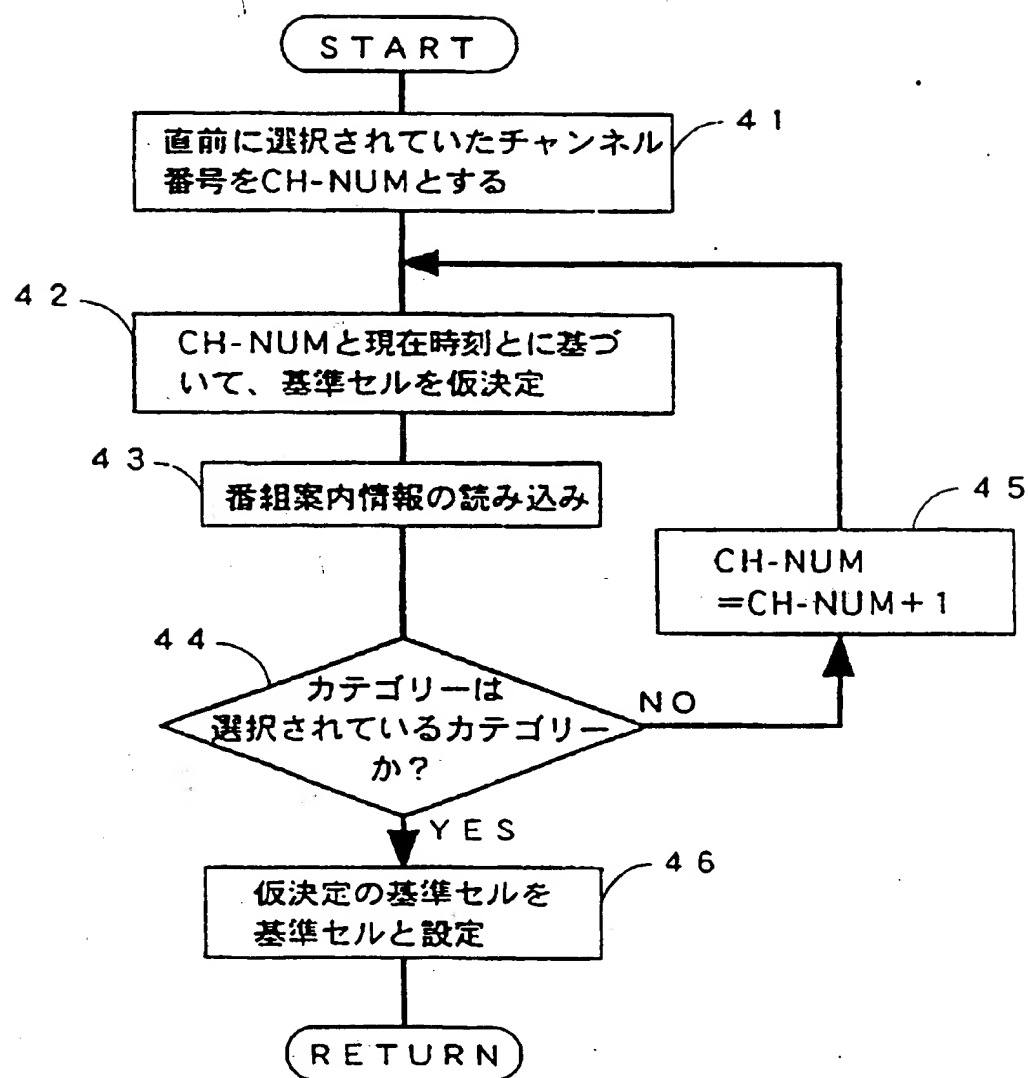 START
直前に選択されていたチャンネル
番号をCH-NUMとする
41
42
CH-NUMと現在時刻とに基づ
いて、基準セルを仮決定
43
番組案内情報の読み込み
45
CH-NUM
=CH-NUM+1
44
カテゴリーは
選択されているカテゴリー
か?
NO
YES
46
仮決定の基準セルを
基準セルと設定
RETURN